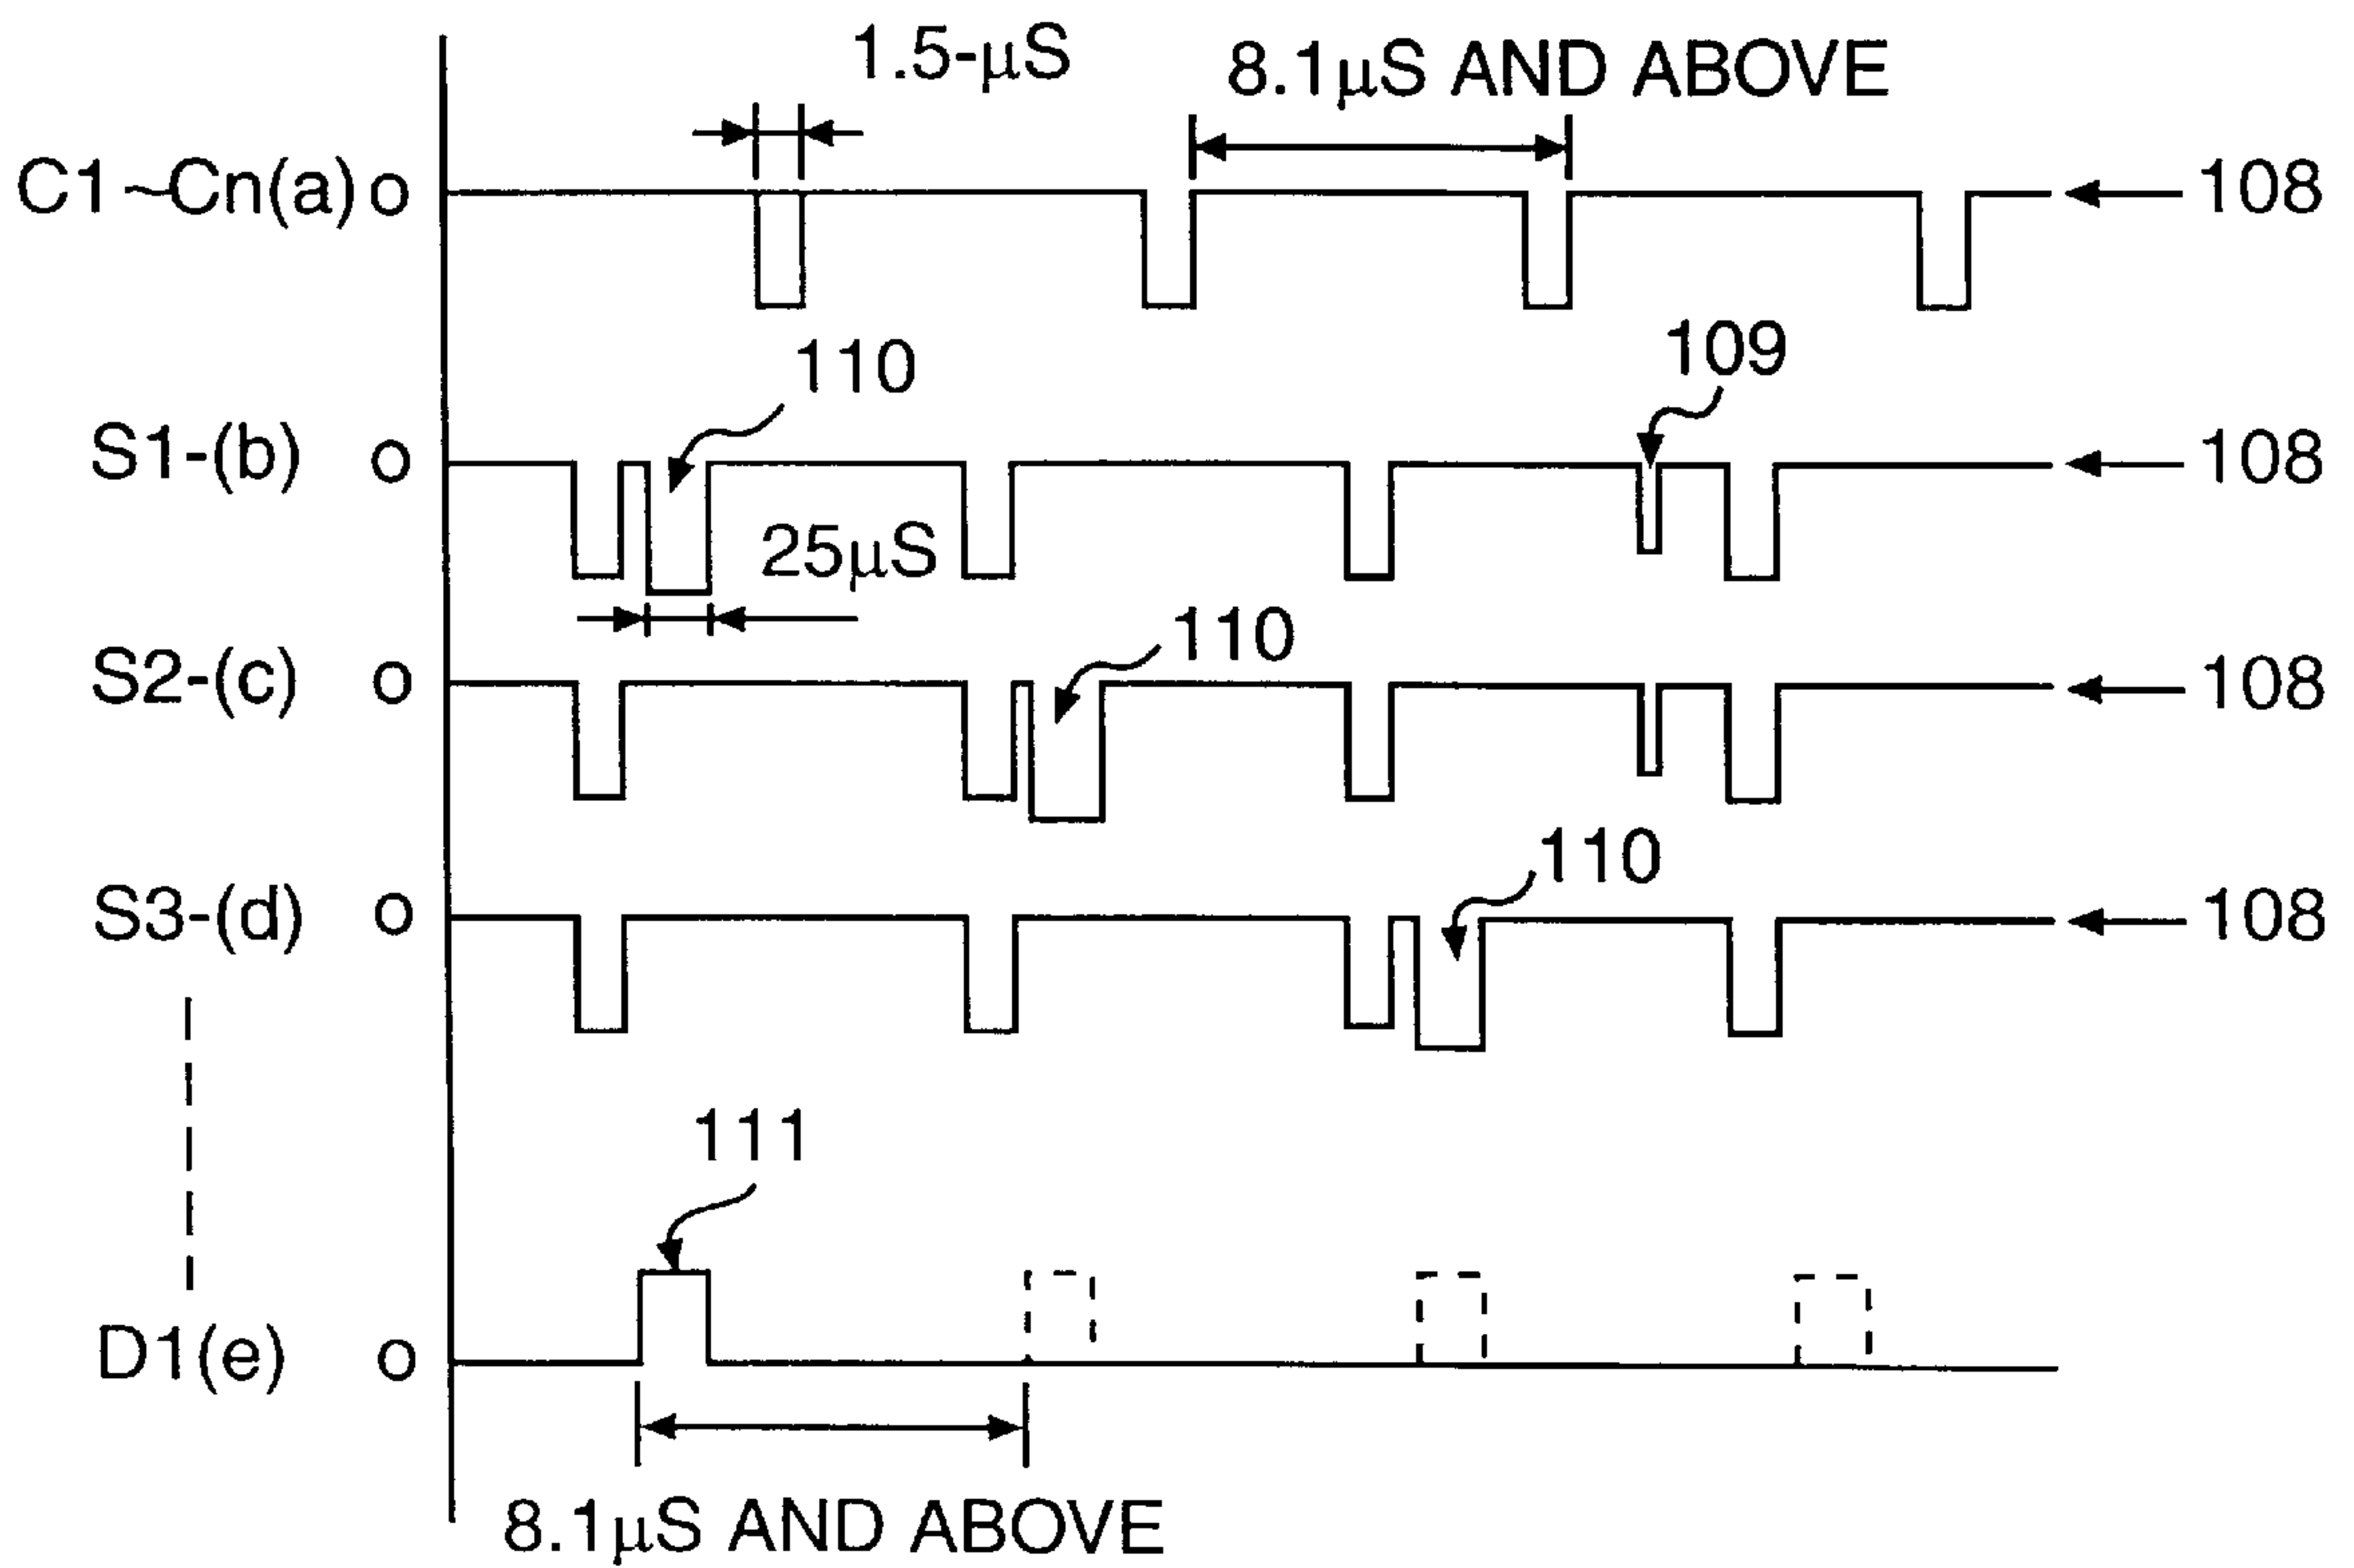 1.5-μS
8.1μS AND ABOVE
C1~Cn(a) o
108
110
109
S1-(b) o
108
25μS
110
S2-(c) o
108
110
S3-(d) o
108
111
D1(e) o
8.1μS AND ABOVE